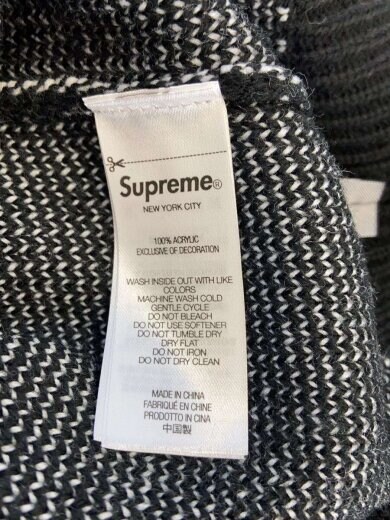 Supreme®
NEW YORK CITY
100% ACRYLIC
EXCLUSIVE OF DECORATION
WASH INSIDE OUT WITH LIKE
COLORS
MACHINE WASH COLD
GENTLE CYCLE
DO NOT BLEACH
DO NOT USE SOFTENER
DO NOT TUMBLE DRY
DRY FLAT
DO NOT IRON
DO NOT DRY CLEAN
MADE IN CHINA
FABRIQUÉ EN CHINE
PRODOTTO IN CINA
中国製